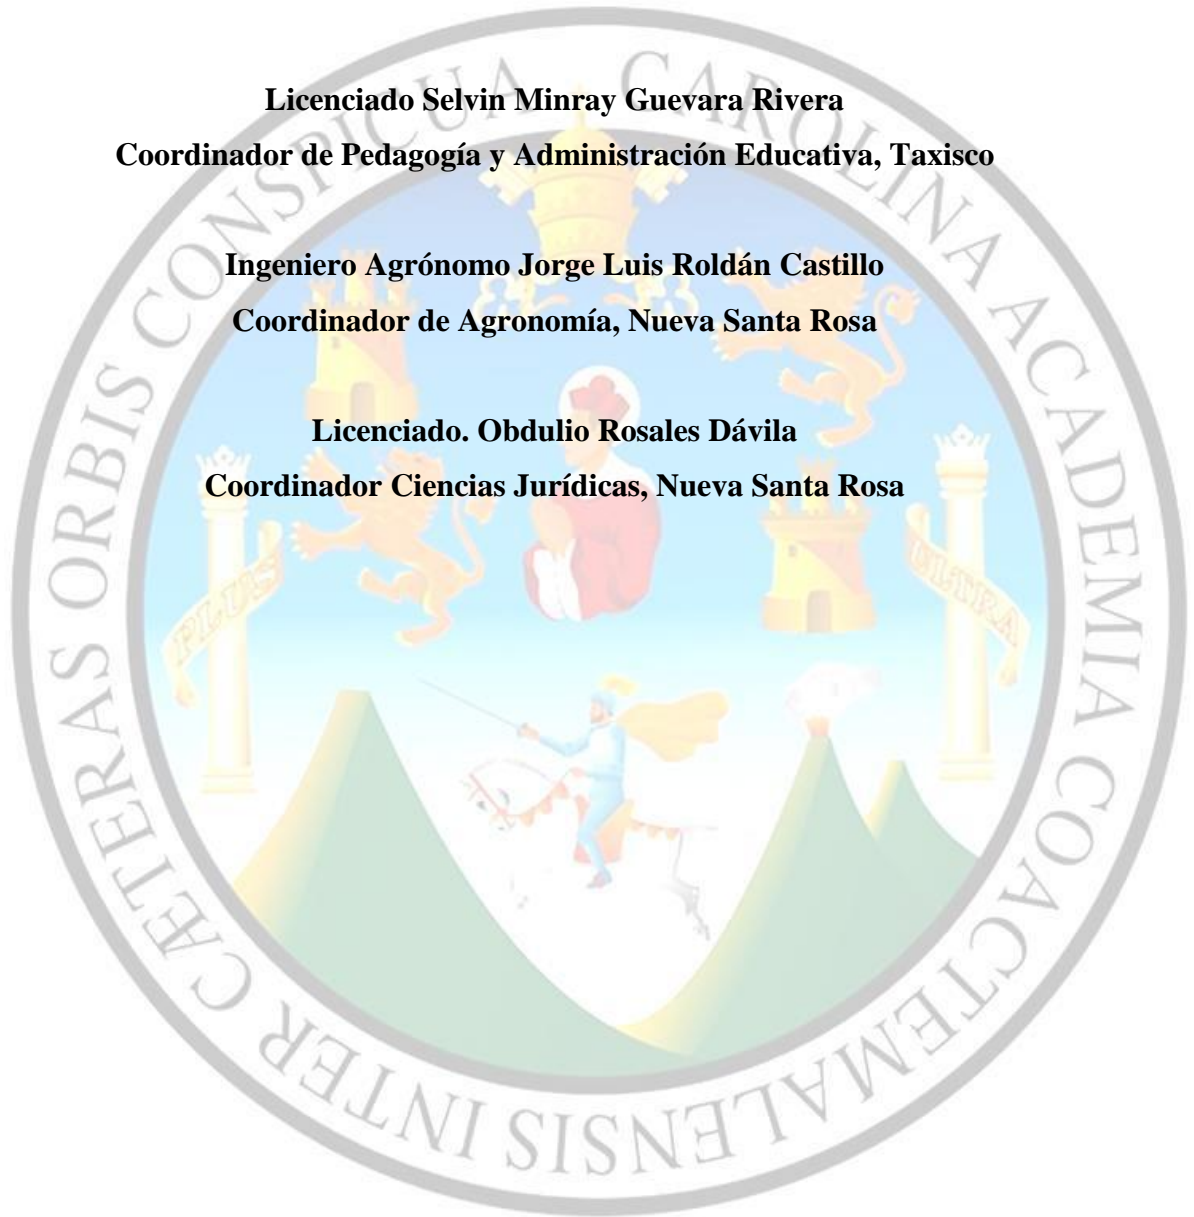 Licenciado Selvin Minray Guevara Rivera
Coordinador de Pedagogía y Administración Educativa, Taxisco
Ingeniero Agrónomo Jorge Luis Roldán Castillo
Coordinador de Agronomía, Nueva Santa Rosa
Licenciado. Obdulio Rosales Dávila
Coordinador Ciencias Jurídicas, Nueva Santa Rosa
CAROLINA ACADEMIA COACTEMALENSIS INTER CÆTERAS ORBIS CONSPICUA
PLUS
ULTRA